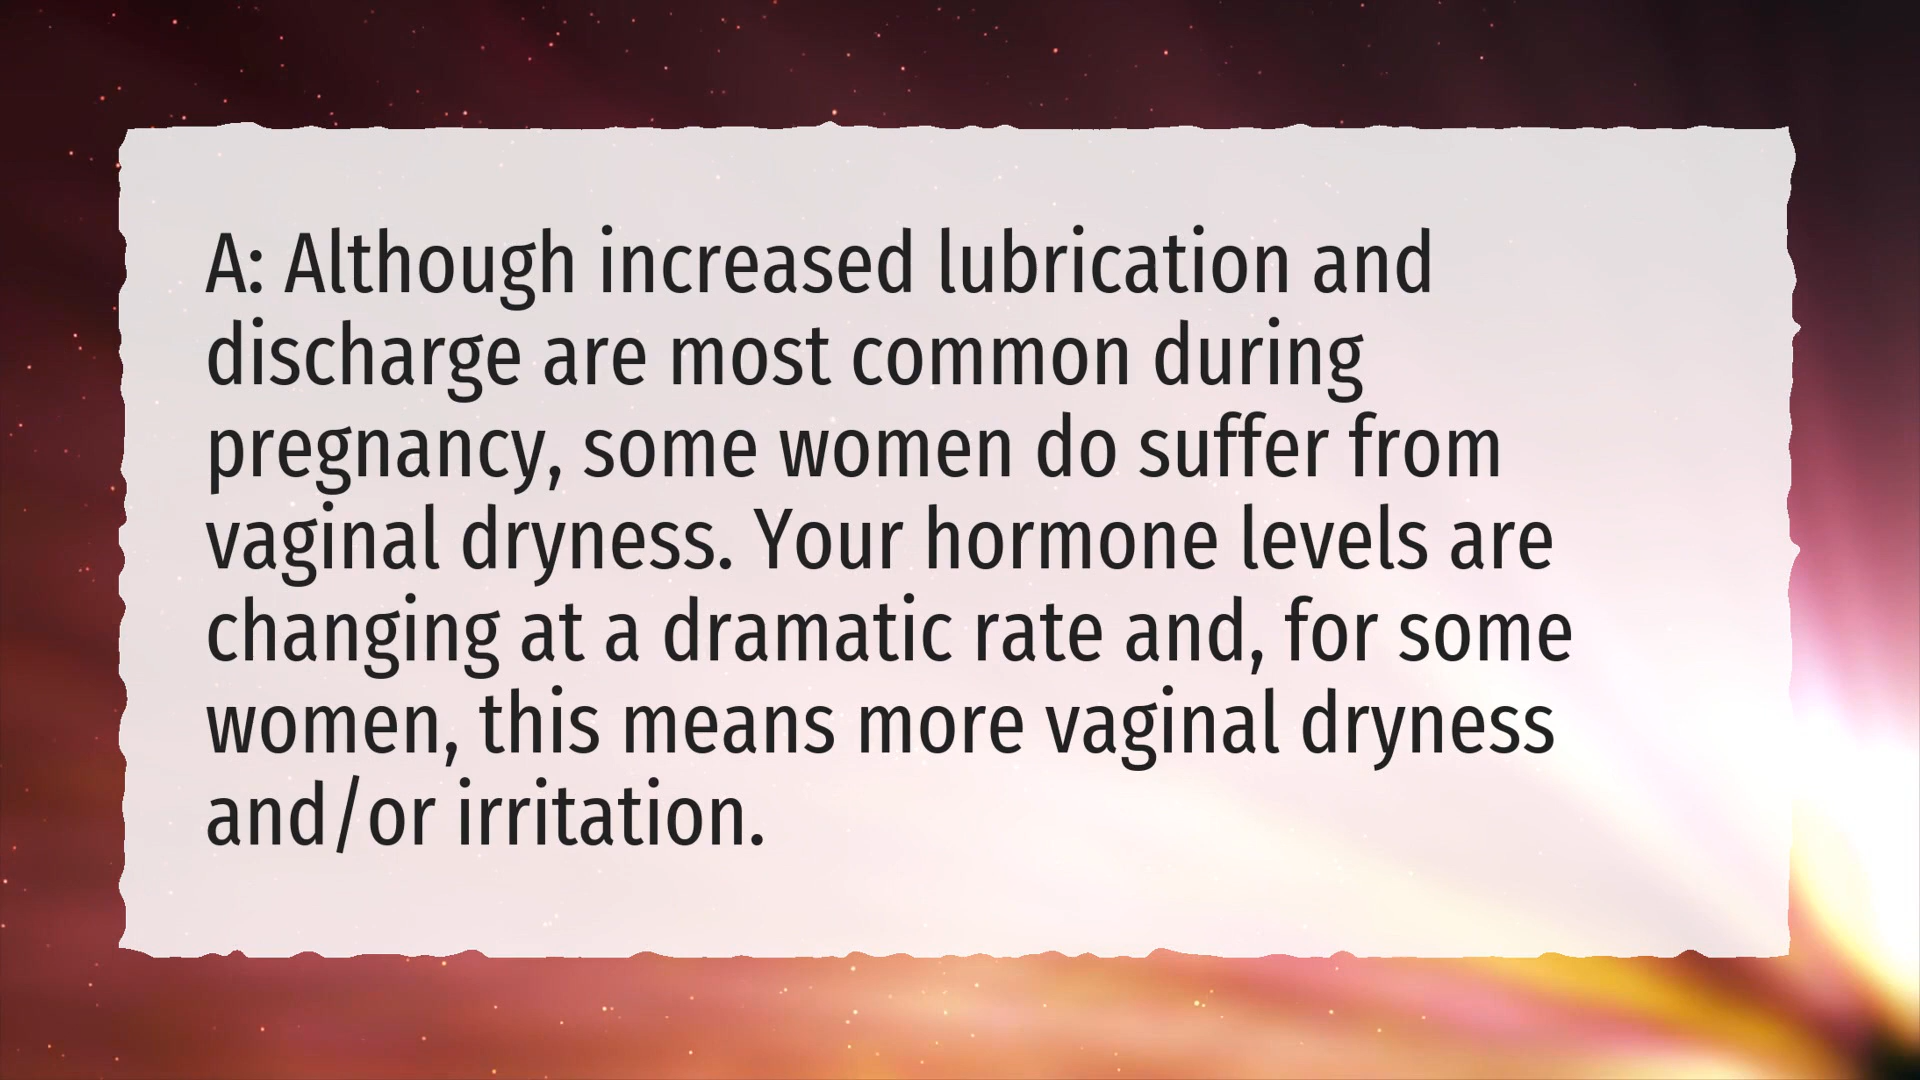 A: Although increased lubrication and
discharge are most common during
pregnancy, some women do suffer from
vaginal dryness. Your hormone levels are
changing at a dramatic rate and, for some
women, this means more vaginal dryness
and/or irritation.